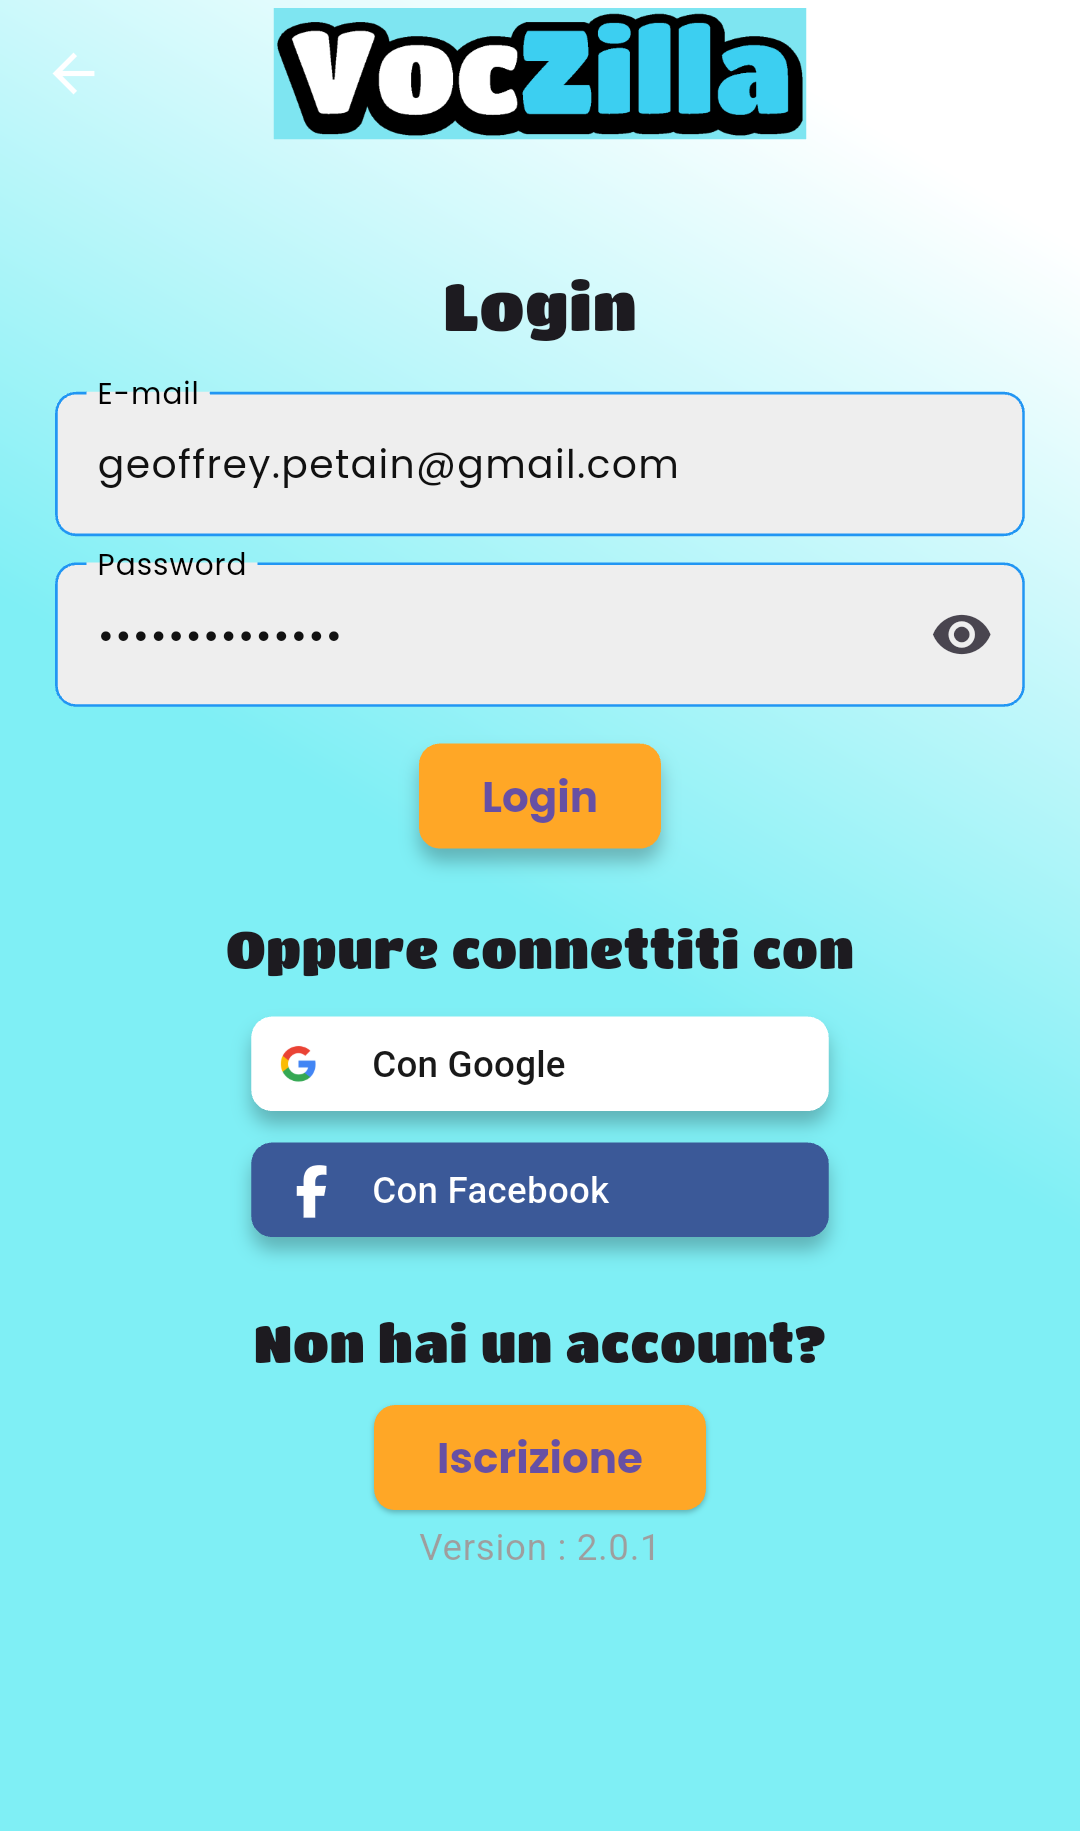 VocZilla
Login
E-mail
geoffrey.petain@gmail.com
Password
••••••••••••••
Login
Oppure connettiti con
Con Google
Con Facebook
Non hai un account?
Iscrizione
Version : 2.0.1